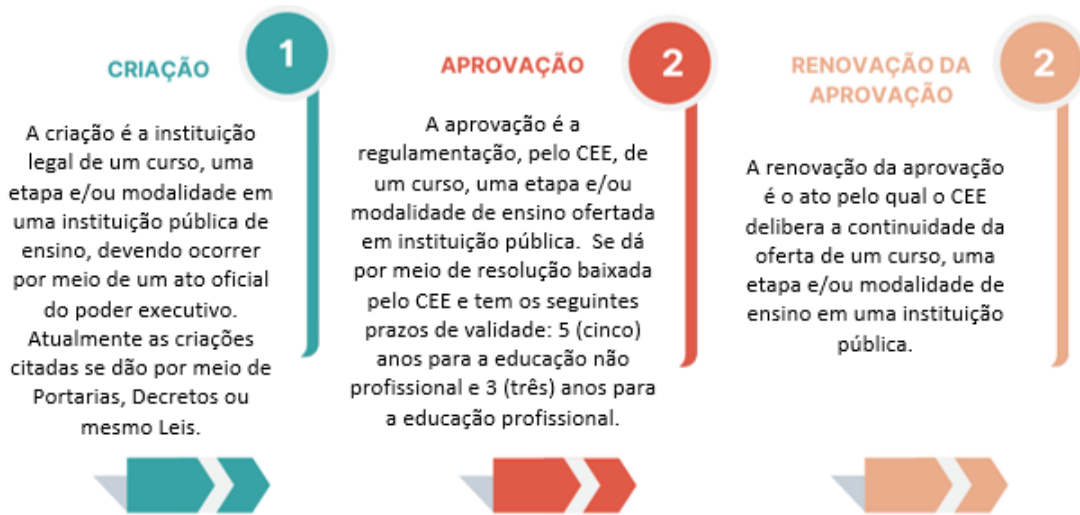 1
CRIAÇÃO
A criação é a instituição
legal de um curso, uma
etapa e/ou modalidade em
uma instituição pública de
ensino, devendo ocorrer
por meio de um ato oficial
do poder executivo.
Atualmente as criações
citadas se dão por meio de
Portarias, Decretos ou
mesmo Leis.
2
APROVAÇÃO
A aprovação é a
regulamentação, pelo CEE, de
um curso, uma etapa e/ou
modalidade de ensino ofertada
em instituição pública.  Se dá
por meio de resolução baixada
pelo CEE e tem os seguintes
prazos de validade: 5 (cinco)
anos para a educação não
profissional e 3 (três) anos para
a educação profissional.
2
RENOVAÇÃO DA
APROVAÇÃO
A renovação da aprovação
é o ato pelo qual o CEE
delibera a continuidade da
oferta de um curso, uma
etapa e/ou modalidade de
ensino em uma instituição
pública.